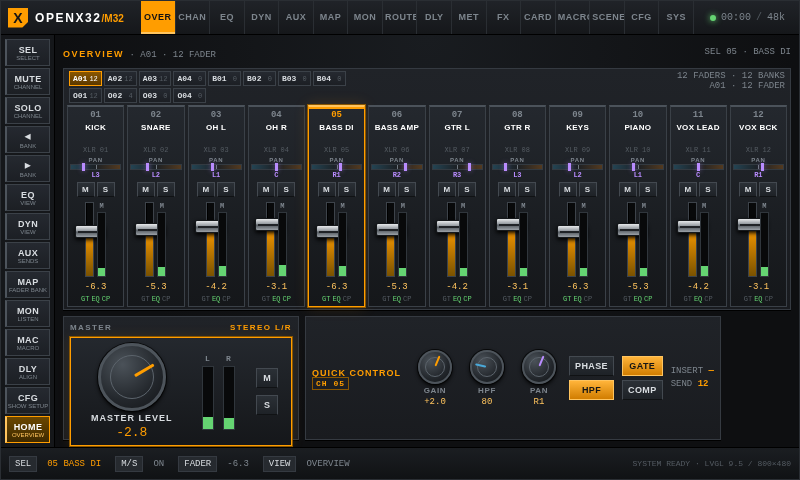 X OPENX32/M32 OVER CHAN EQ DYN AUX MAP MON ROUTE DLY MET FX CARD MACRO SCENE CFG SYS 00:00 / 48k
OVERVIEW · A01 · 12 FADER SEL 05 · BASS DI
A01 12 A02 12 A03 12 A04 0 B01 0 B02 0 B03 0 B04 0 12 FADERS · 12 BANKS
O01 12 O02 4 O03 0 O04 0 A01 · 12 FADER
01 02 03 04 05 06 07 08 09 10 11 12
KICK SNARE OH L OH R BASS DI BASS AMP GTR L GTR R KEYS PIANO VOX LEAD VOX BCK
XLR 01 XLR 02 XLR 03 XLR 04 XLR 05 XLR 06 XLR 07 XLR 08 XLR 09 XLR 10 XLR 11 XLR 12
PAN PAN PAN PAN PAN PAN PAN PAN PAN PAN PAN PAN
L3 L2 L1 C R1 R2 R3 L3 L2 L1 C R1
M S M S M S M S M S M S M S M S M S M S M S M S
M M M M M M M M M M M M
-6.3 -5.3 -4.2 -3.1 -6.3 -5.3 -4.2 -3.1 -6.3 -5.3 -4.2 -3.1
GT EQ CP GT EQ CP GT EQ CP GT EQ CP GT EQ CP GT EQ CP GT EQ CP GT EQ CP GT EQ CP GT EQ CP GT EQ CP GT EQ CP
SEL
SELECT
MUTE
CHANNEL
SOLO
CHANNEL
◄
BANK
►
BANK
EQ
VIEW
DYN
VIEW
AUX
SENDS
MAP
FADER BANK
MON
LISTEN
MAC
MACRO
DLY
ALIGN
CFG
SHOW SETUP
HOME
OVERVIEW
MASTER STEREO L/R
L R
M
S
MASTER LEVEL
-2.8
QUICK CONTROL
CH 05
GAIN HPF PAN
+2.0 80 R1
PHASE GATE
HPF COMP
INSERT —
SEND 12
SEL 05 BASS DI M/S ON FADER -6.3 VIEW OVERVIEW SYSTEM READY · LVGL 9.5 / 800×480